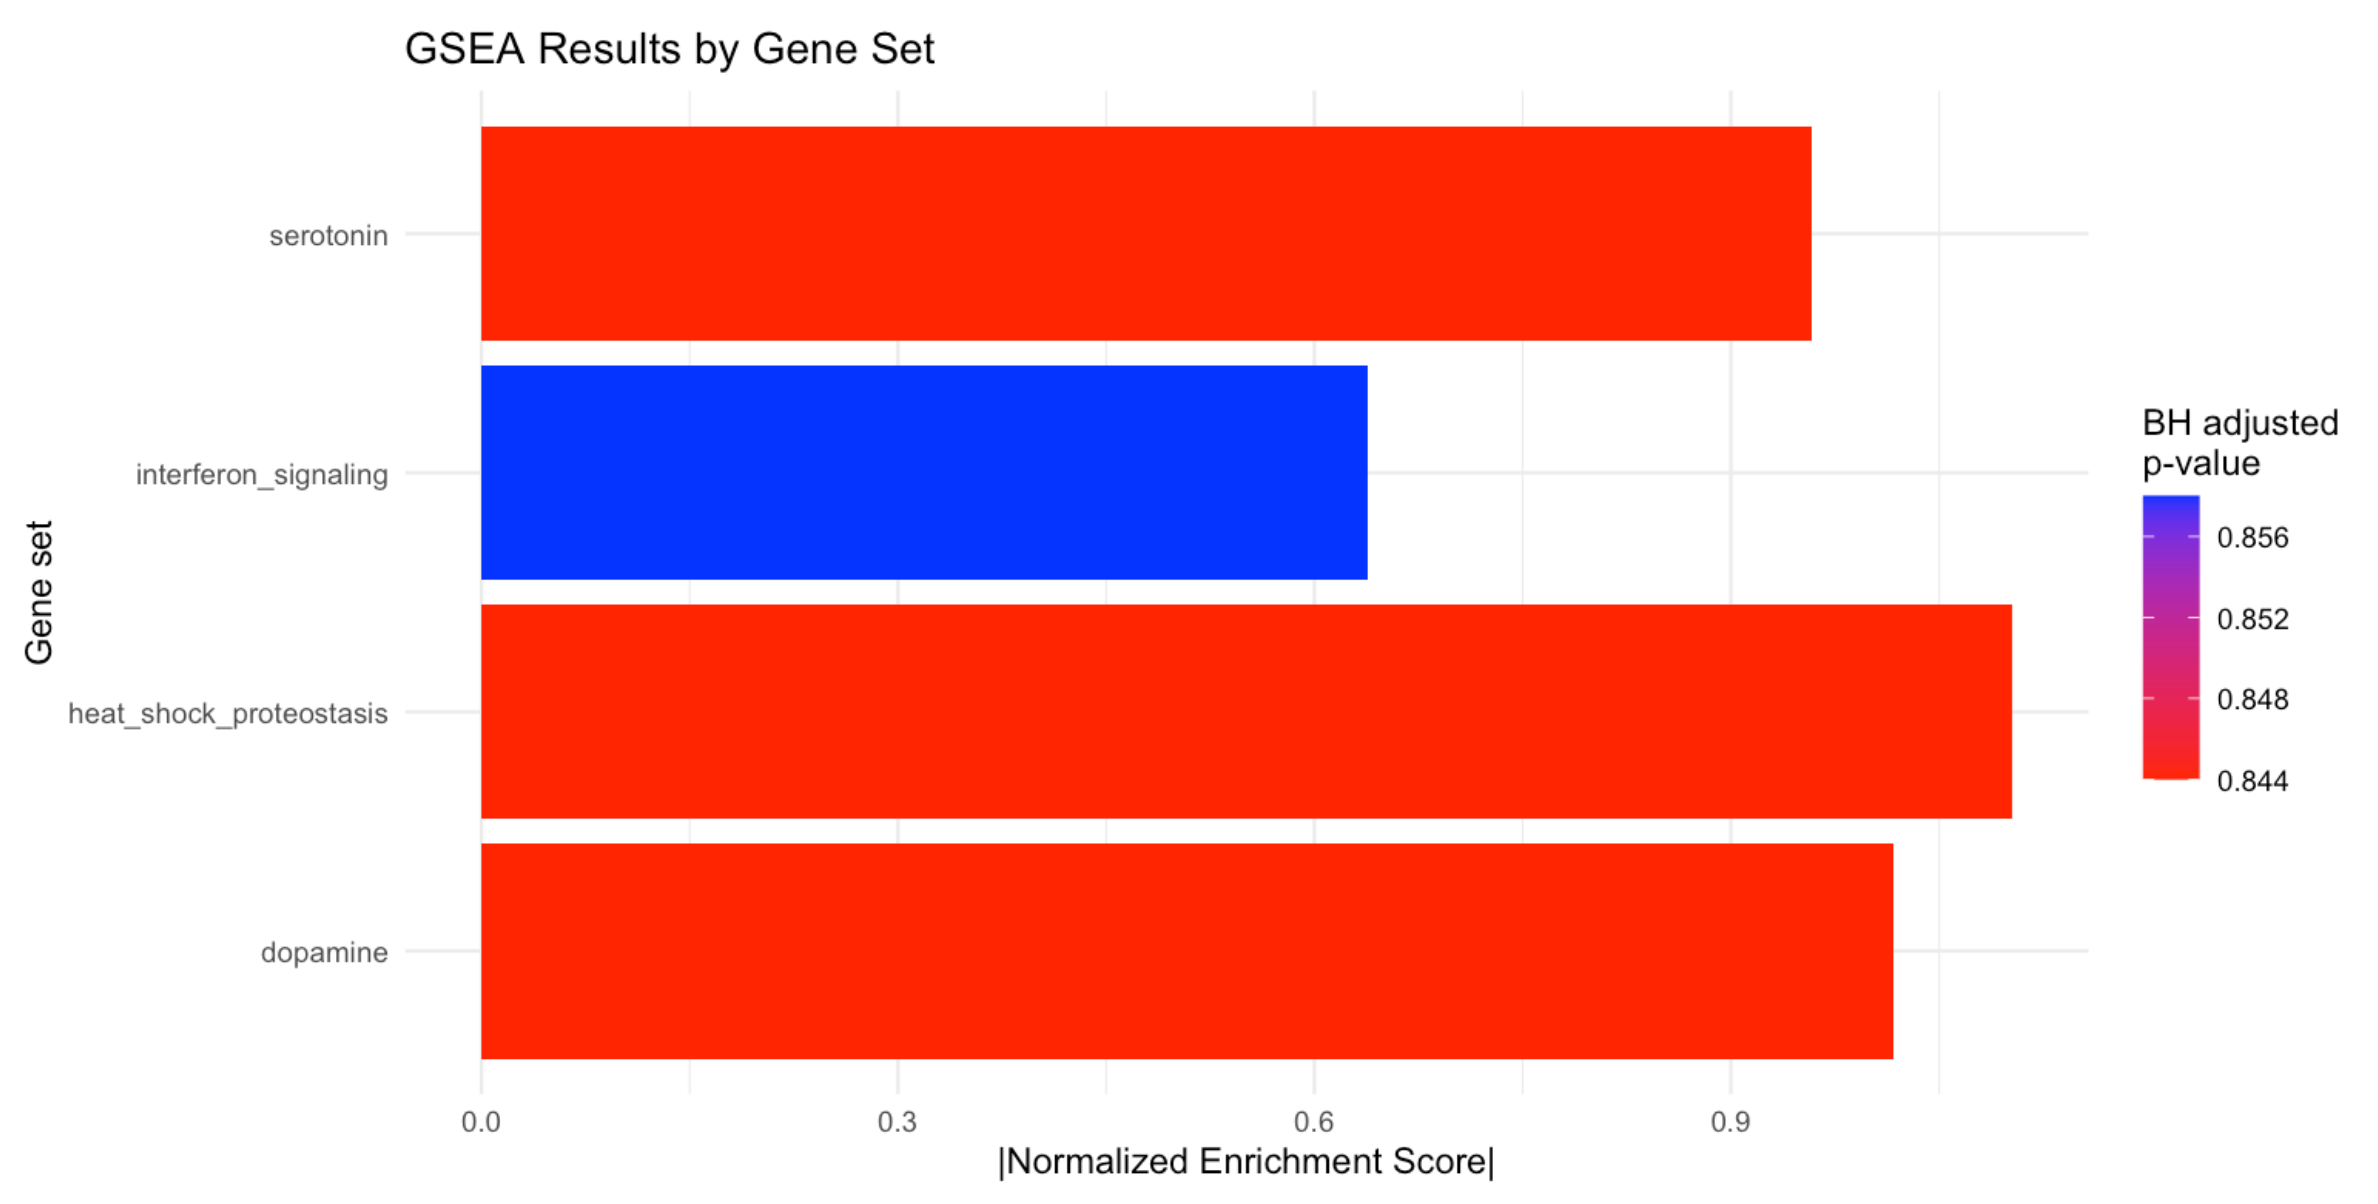 GSEA Results by Gene Set
serotonin
interferon_signaling
heat_shock_proteostasis
dopamine
Gene set
0.0 0.3 0.6 0.9
|Normalized Enrichment Score|
BH adjusted
p-value
0.856
0.852
0.848
0.844